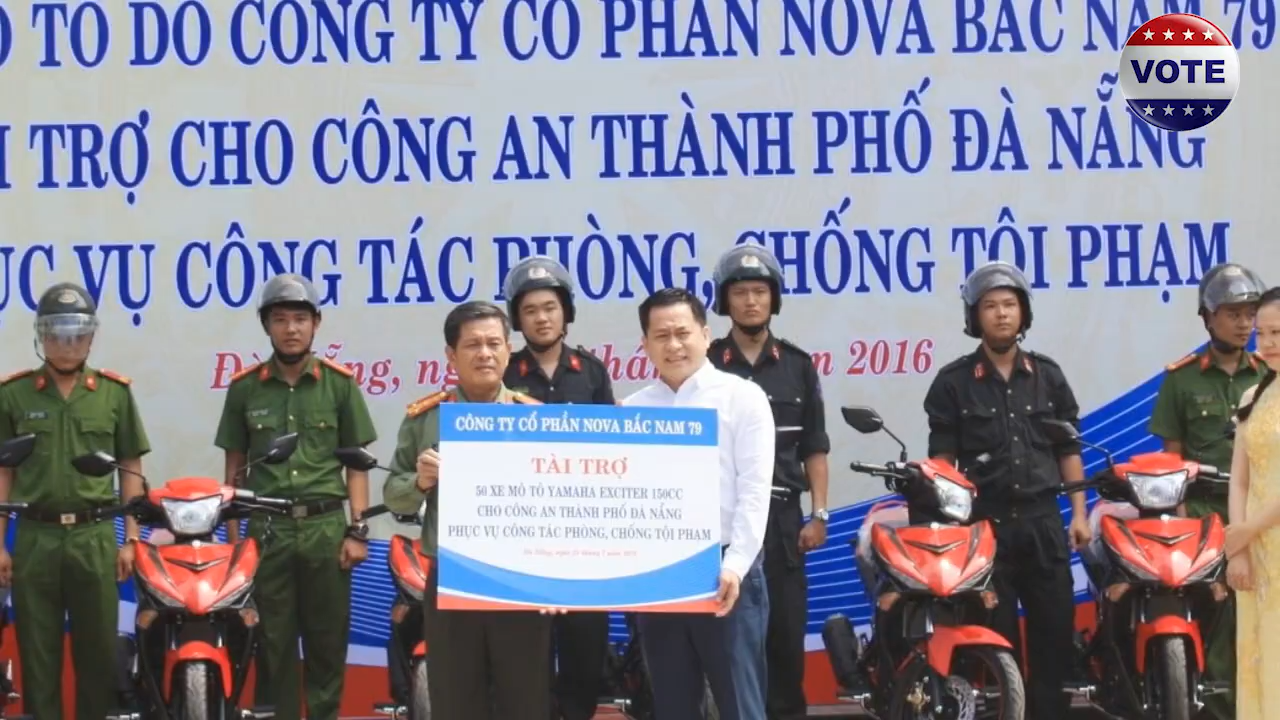 TÔ DO CÔNG TY CỔ PHẦN NOVA BẮC NAM 79
VOTE
TRỢ CHO CÔNG AN THÀNH PHỐ ĐÀ NẴNG
VỤ CÔNG TÁC PHÒNG, CHỐNG TỘI PHẠM
2016
CÔNG TY CỔ PHẦN NOVA BẮC NAM 79
TÀI TRỢ
50 XE MÔ TÔ YAMAHA EXCITER 150CC
CHO CÔNG AN THÀNH PHỐ ĐÀ NẴNG
PHỤC VỤ CÔNG TÁC PHÒNG, CHỐNG TỘI PHẠM